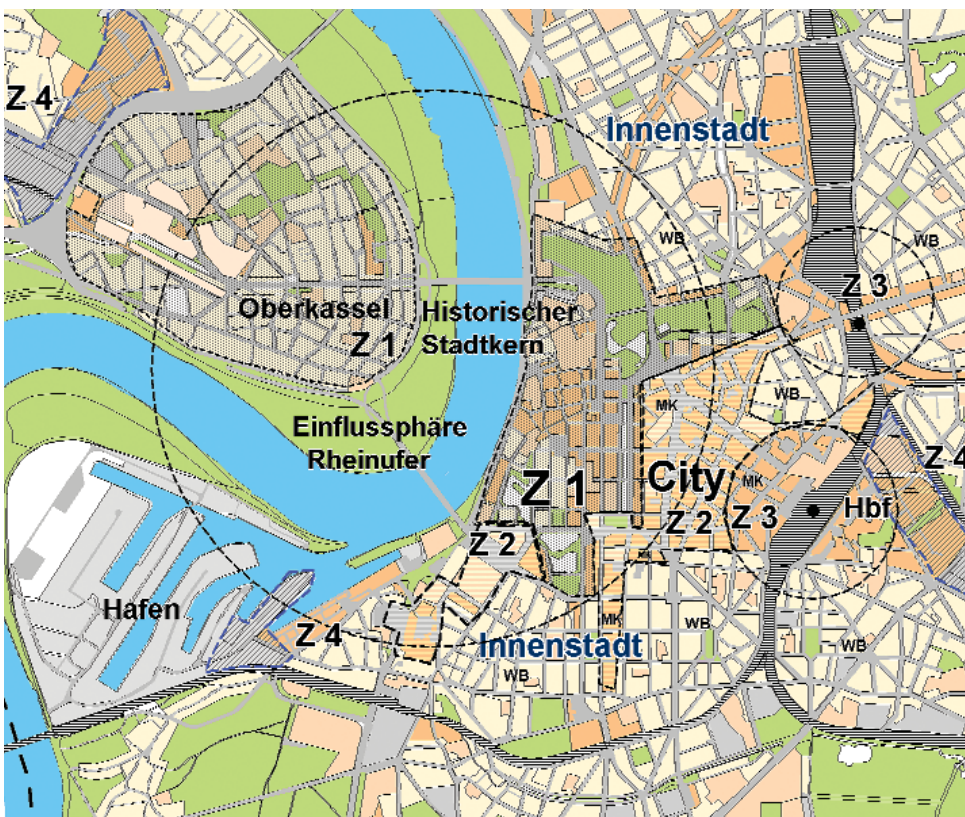 Z 4
Innenstadt
WB
WB
Z 3
Oberkassel
Z 1
Historischer
Stadtkern
WB
MK
Einflussphäre
Rheinufer
Z 4
Z 1
City
MK
Z 2
Z 3
Hbf
Z 2
MK
Hafen
MK
Z 4
WB
Innenstadt
WB
WB